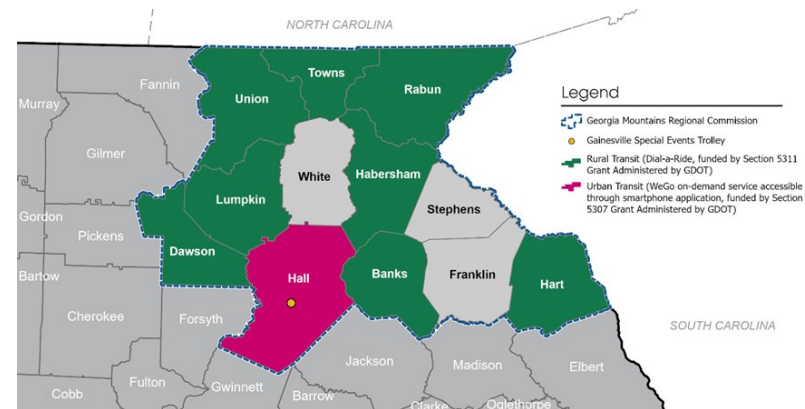 NORTH CAROLINA
Fannin
Towns
Rabun
Union
Murray
Gilmer
White
Habersham
Lumpkin
Stephens
Gordon
Pickens
Dawson
Hall
Banks
Franklin
Hart
Bartow
Cherokee
Forsyth
SOUTH CAROLINA
Jackson
Madison
Elbert
Cobb
Fulton
Gwinnett
Barrow
Clarke
Oglethorpe
Legend
Georgia Mountains Regional Commission
Gainesville Special Events Trolley
Rural Transit (Dial-a-Ride, funded by Section 5311
Grant Administered by GDOT)
Urban Transit (WeGo on-demand service accessible
through smartphone application, funded by Section
5307 Grant Administered by GDOT)